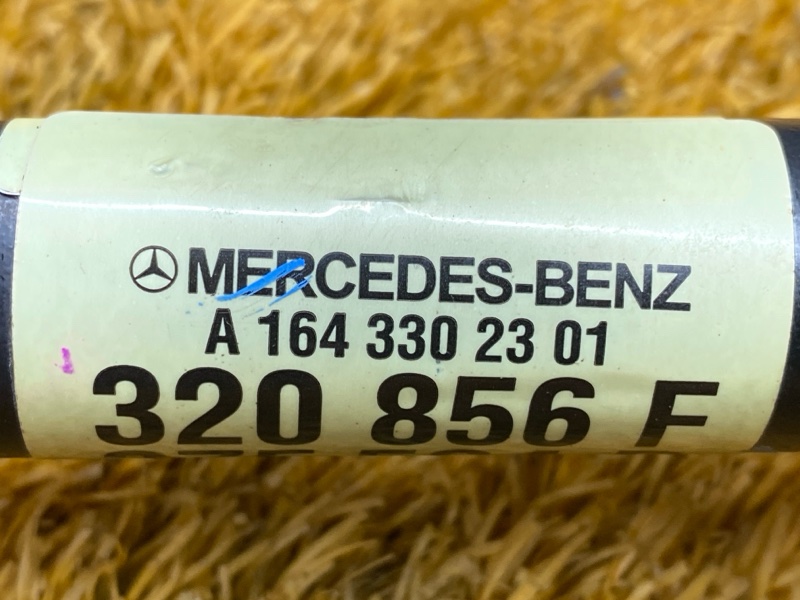 MERCEDES-BENZ
A 164 330 23 01
320 856 F